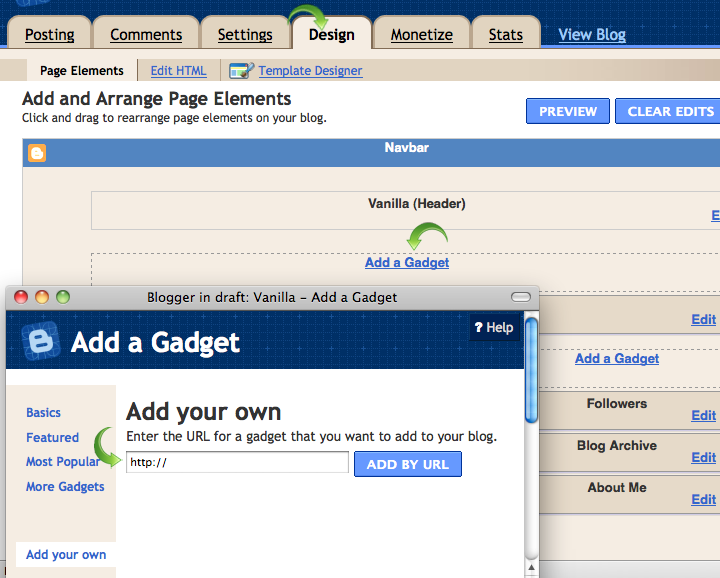 Posting Comments Settings Design Monetize Stats View Blog
Page Elements Edit HTML Template Designer
Add and Arrange Page Elements
Click and drag to rearrange page elements on your blog.
PREVIEW CLEAR EDITS
Navbar
Vanilla (Header)
Add a Gadget
Edit
Add a Gadget
Followers
Edit
Blog Archive
Edit
About Me
Edit
Blogger in draft: Vanilla – Add a Gadget
Add a Gadget
? Help
Basics
Featured
Most Popular
More Gadgets
Add your own
Add your own
Enter the URL for a gadget that you want to add to your blog.
http:// ADD BY URL